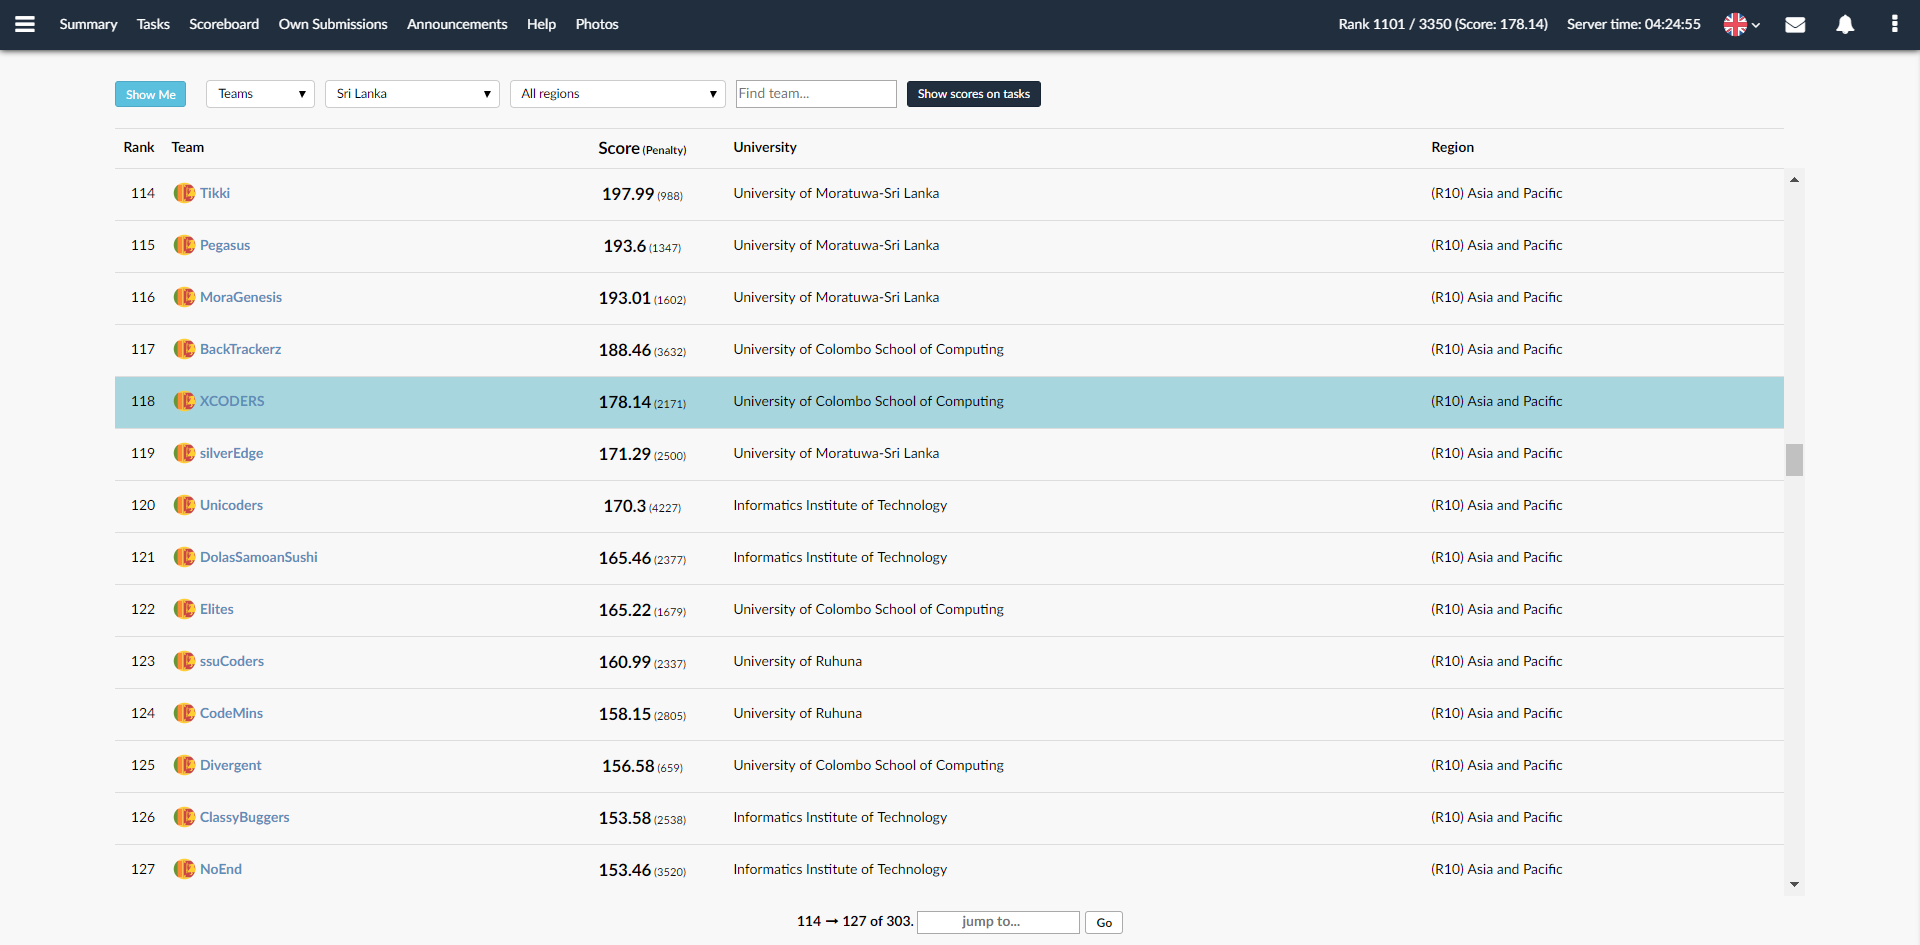 Summary Tasks Scoreboard Own Submissions Announcements Help Photos Rank 1101 / 3350 (Score: 178.14) Server time: 04:24:55
Show Me Teams Sri Lanka All regions Find team... Show scores on tasks
Rank Team Score (Penalty) University Region
114 Tikki 197.99 (988) University of Moratuwa-Sri Lanka (R10) Asia and Pacific
115 Pegasus 193.6 (1347) University of Moratuwa-Sri Lanka (R10) Asia and Pacific
116 MoraGenesis 193.01 (1602) University of Moratuwa-Sri Lanka (R10) Asia and Pacific
117 BackTrackerz 188.46 (3632) University of Colombo School of Computing (R10) Asia and Pacific
118 XCODERS 178.14 (2171) University of Colombo School of Computing (R10) Asia and Pacific
119 silverEdge 171.29 (2500) University of Moratuwa-Sri Lanka (R10) Asia and Pacific
120 Unicoders 170.3 (4227) Informatics Institute of Technology (R10) Asia and Pacific
121 DolasSamoanSushi 165.46 (2377) Informatics Institute of Technology (R10) Asia and Pacific
122 Elites 165.22 (1679) University of Colombo School of Computing (R10) Asia and Pacific
123 ssuCoders 160.99 (2337) University of Ruhuna (R10) Asia and Pacific
124 CodeMins 158.15 (2805) University of Ruhuna (R10) Asia and Pacific
125 Divergent 156.58 (659) University of Colombo School of Computing (R10) Asia and Pacific
126 ClassyBuggers 153.58 (2538) Informatics Institute of Technology (R10) Asia and Pacific
127 NoEnd 153.46 (3520) Informatics Institute of Technology (R10) Asia and Pacific
114 → 127 of 303. jump to... Go